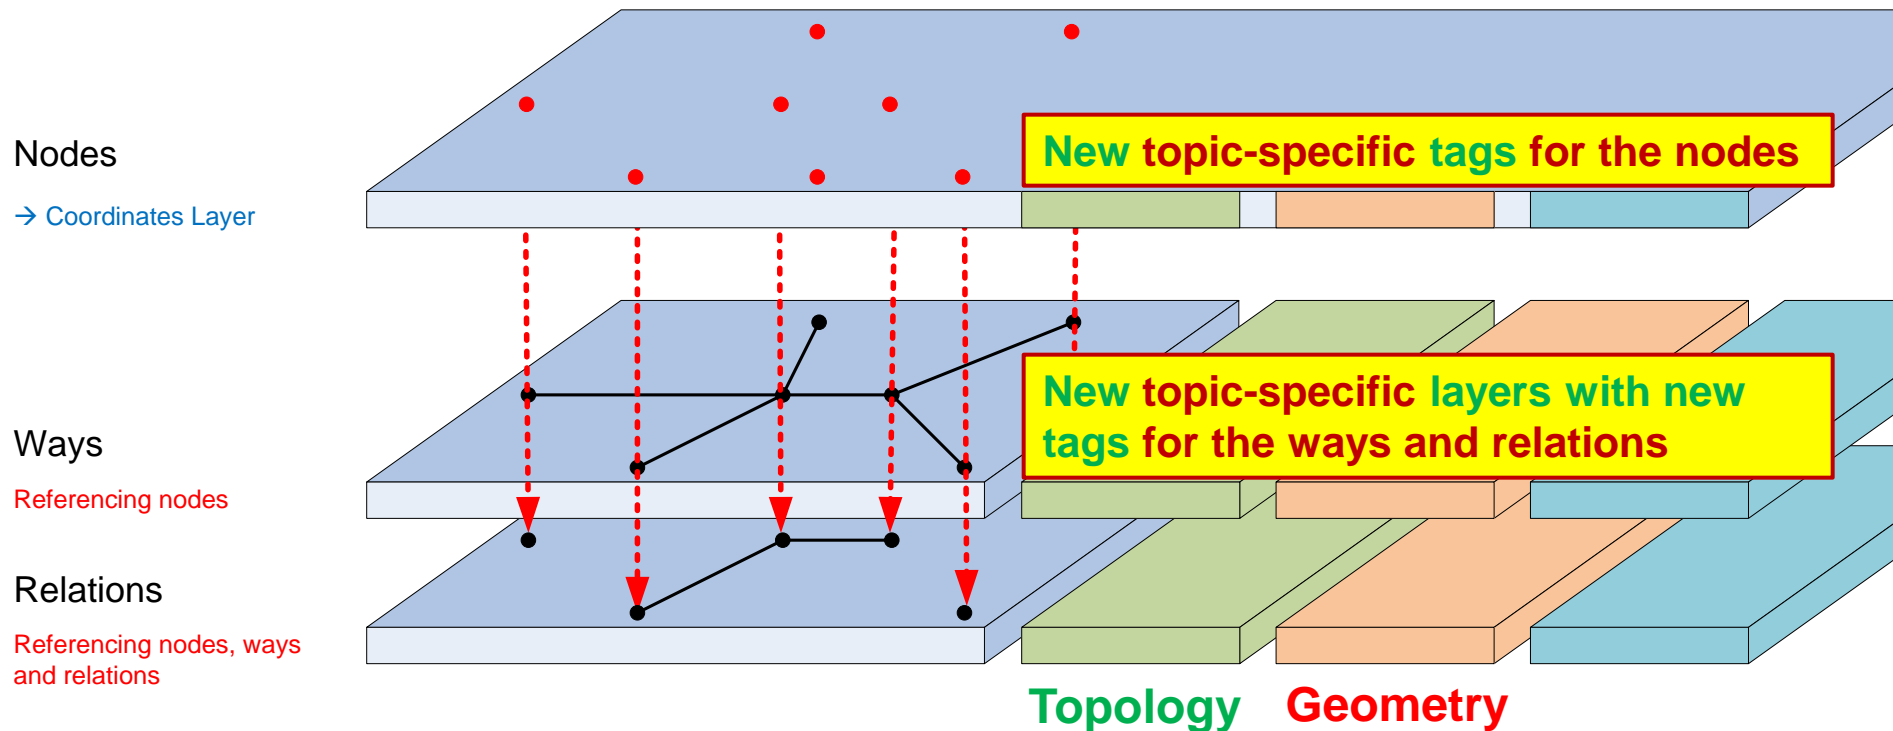 Nodes
→ Coordinates Layer
New topic-specific tags for the nodes
Ways
Referencing nodes
New topic-specific layers with new
tags for the ways and relations
Relations
Referencing nodes, ways
and relations
Topology
Geometry